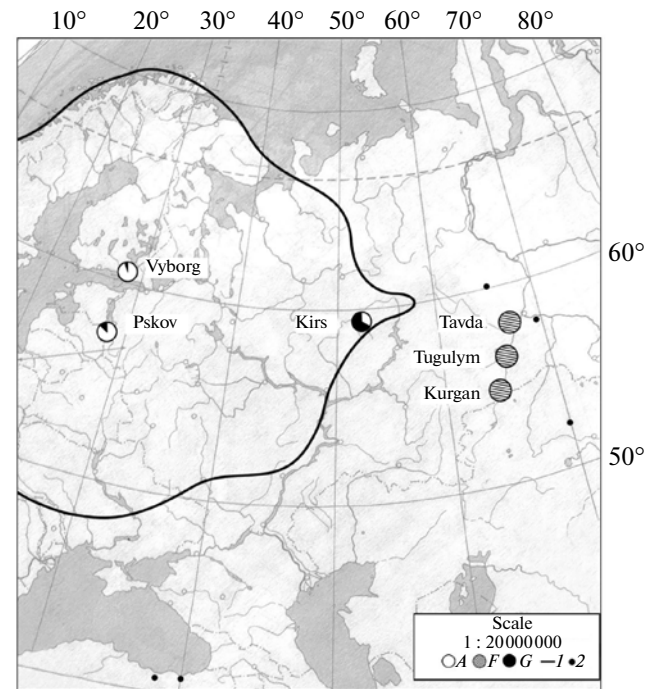 10° 20° 30° 40° 50° 60° 70° 80°
60°
Vyborg
Pskov Kirs Tavda
Tugulym
Kurgan
50°
Scale
1 : 20000000
A F G 1 2